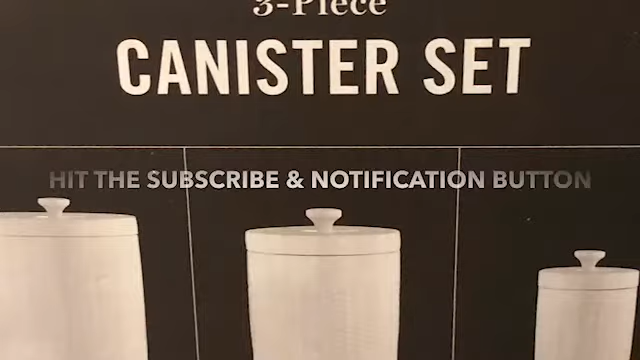 3-Piece
CANISTER SET
HIT THE SUBSCRIBE & NOTIFICATION BUTTON